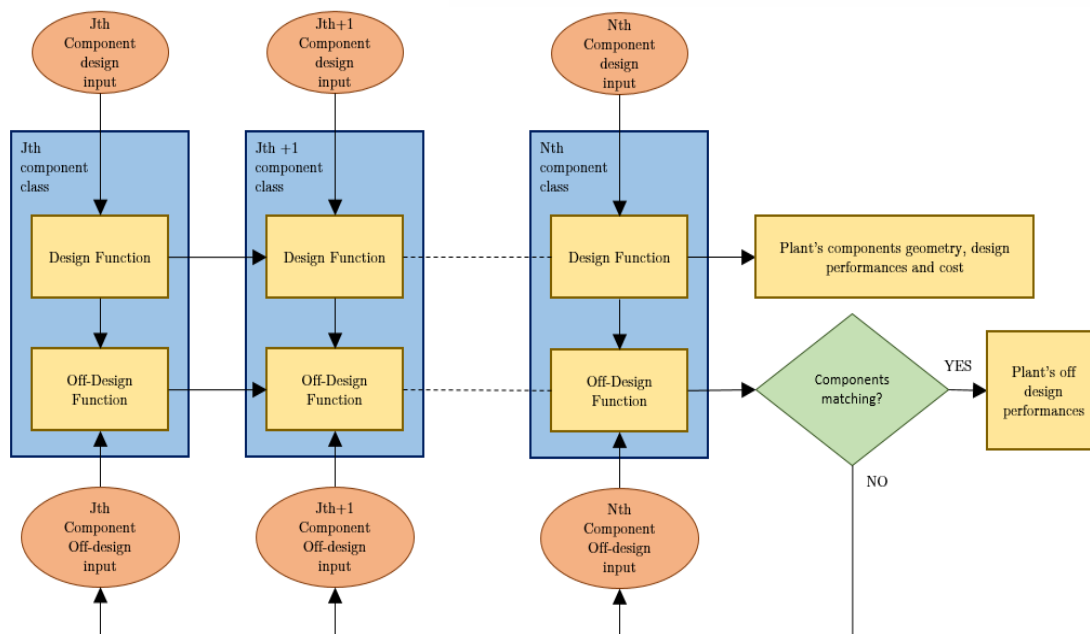 Jth
Component
design
input
Jth+1
Component
design
input
Nth
Component
design
input
Jth
component
class
Jth +1
component
class
Nth
component
class
Design Function
Design Function
Design Function
Plant's components geometry, design
performances and cost
Off-Design
Function
Off-Design
Function
Off-Design
Function
Components
matching?
YES
Plant's off
design
performances
NO
Jth
Component
Off-design
input
Jth+1
Component
Off-design
input
Nth
Component
Off-design
input